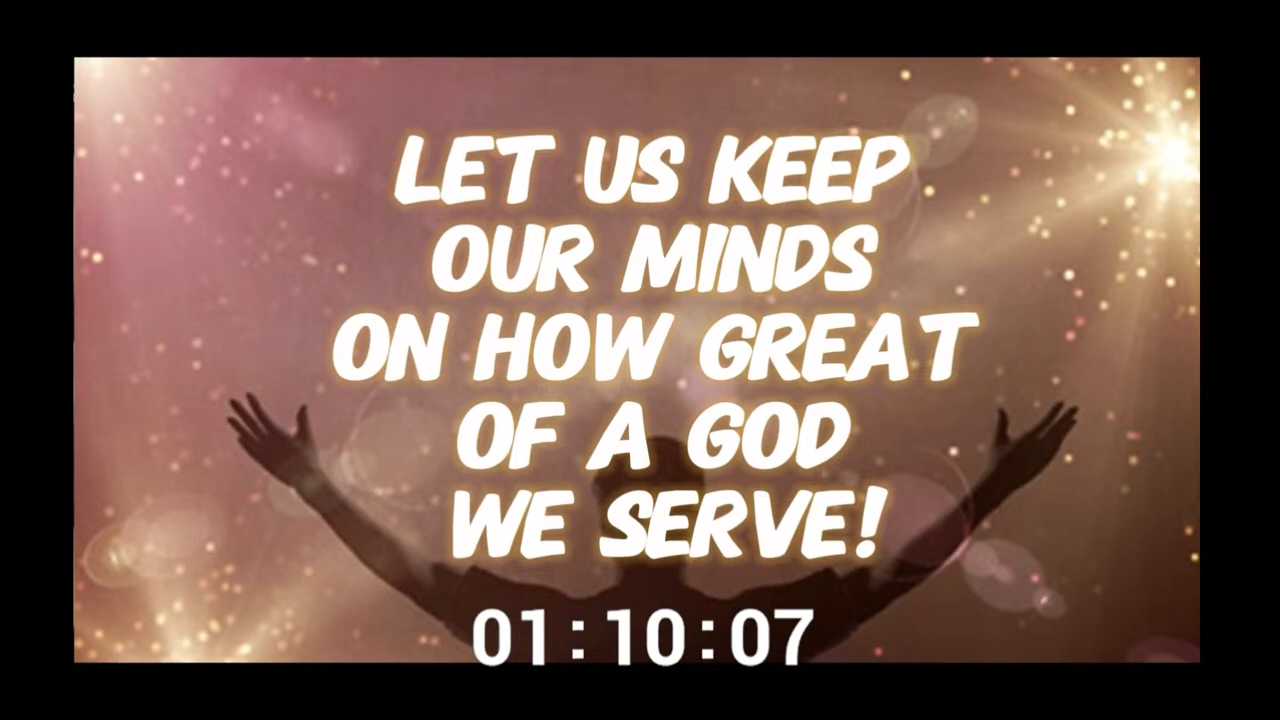 LET US KEEP
OUR MINDS
ON HOW GREAT
OF A GOD
WE SERVE!
01:10:07